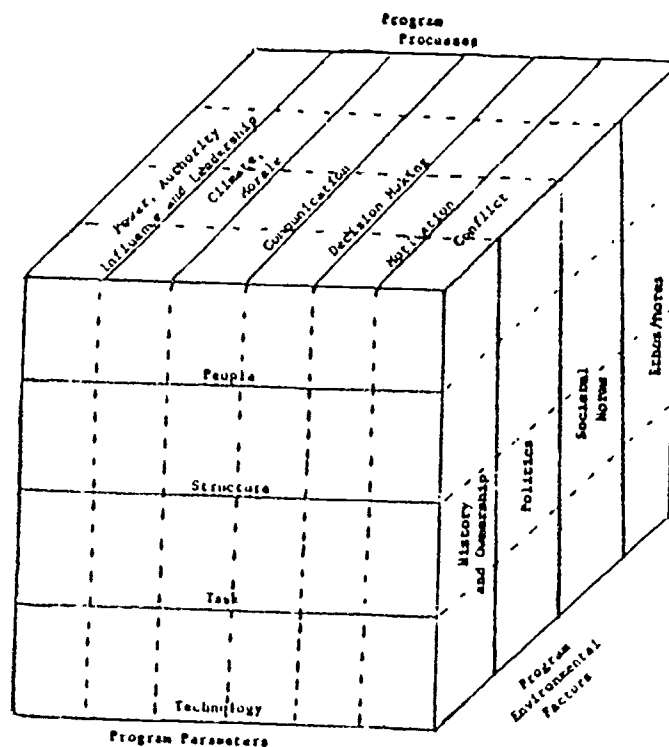 Program
Processes
Power, Authority
Influence and Leadership
Climate,
Morale
Communication
Decision Making
Motivation
Conflict
People
Structure
Task
Technology
Program Parameters
History
and Ownership
Politics
Societal
Mores
Ethos/Mores
Program
Environmental
Factors